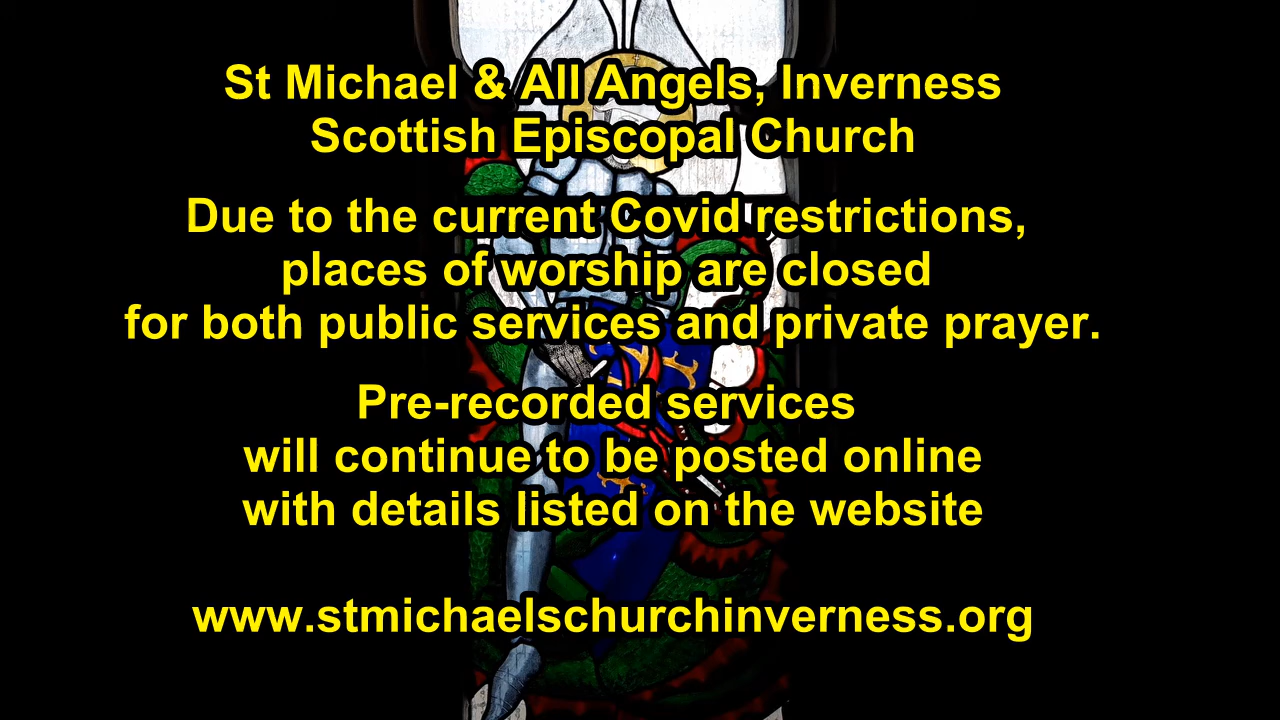 St Michael & All Angels, Inverness
Scottish Episcopal Church
Due to the current Covid restrictions,
places of worship are closed
for both public services and private prayer.
Pre-recorded services
will continue to be posted online
with details listed on the website
www.stmichaelschurchinverness.org